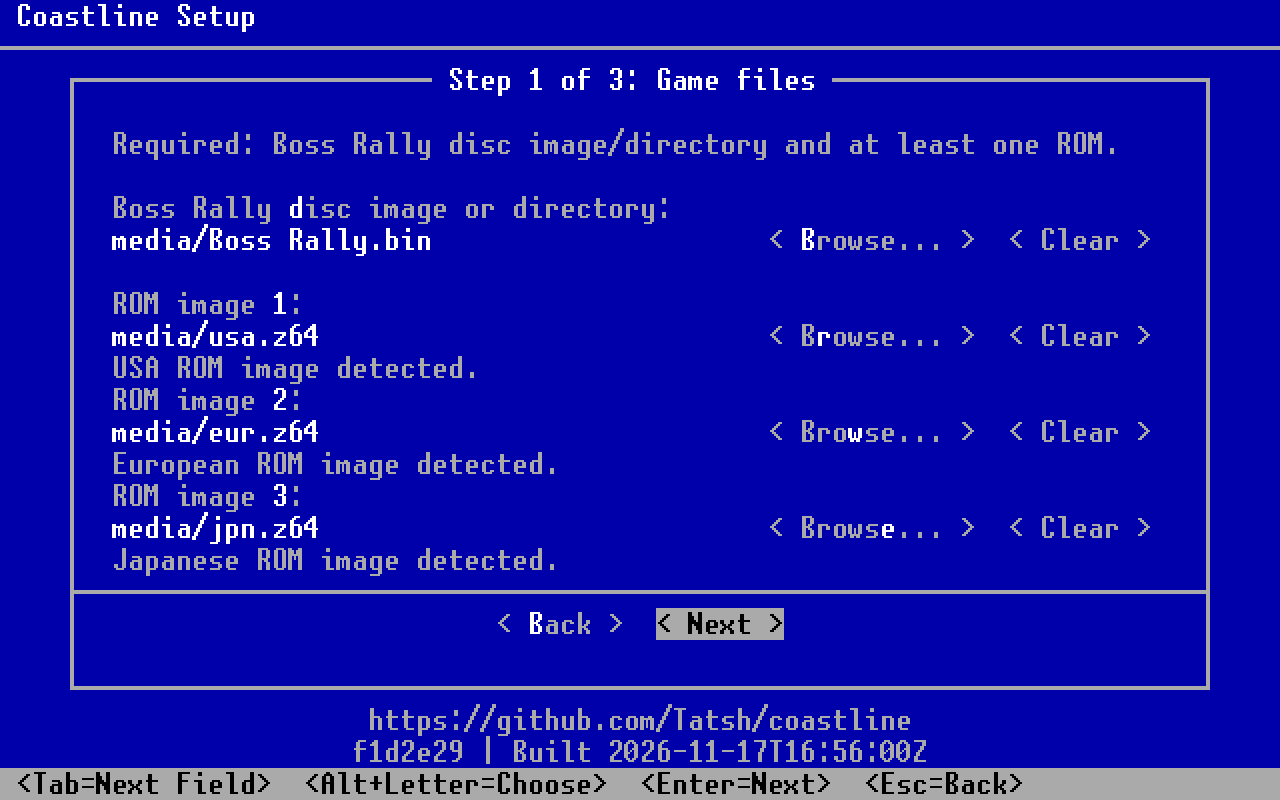 Coastline Setup
Step 1 of 3: Game files
Required: Boss Rally disc image/directory and at least one ROM.
Boss Rally disc image or directory:
media/Boss Rally.bin < Browse... > < Clear >
ROM image 1:
media/usa.z64 < Browse... > < Clear >
USA ROM image detected.
ROM image 2:
media/eur.z64 < Browse... > < Clear >
European ROM image detected.
ROM image 3:
media/jpn.z64 < Browse... > < Clear >
Japanese ROM image detected.
< Back > < Next >
https://github.com/Tatsh/coastline
f1d2e29 | Built 2026-11-17T16:56:00Z
<Tab=Next Field> <Alt+Letter=Choose> <Enter=Next> <Esc=Back>